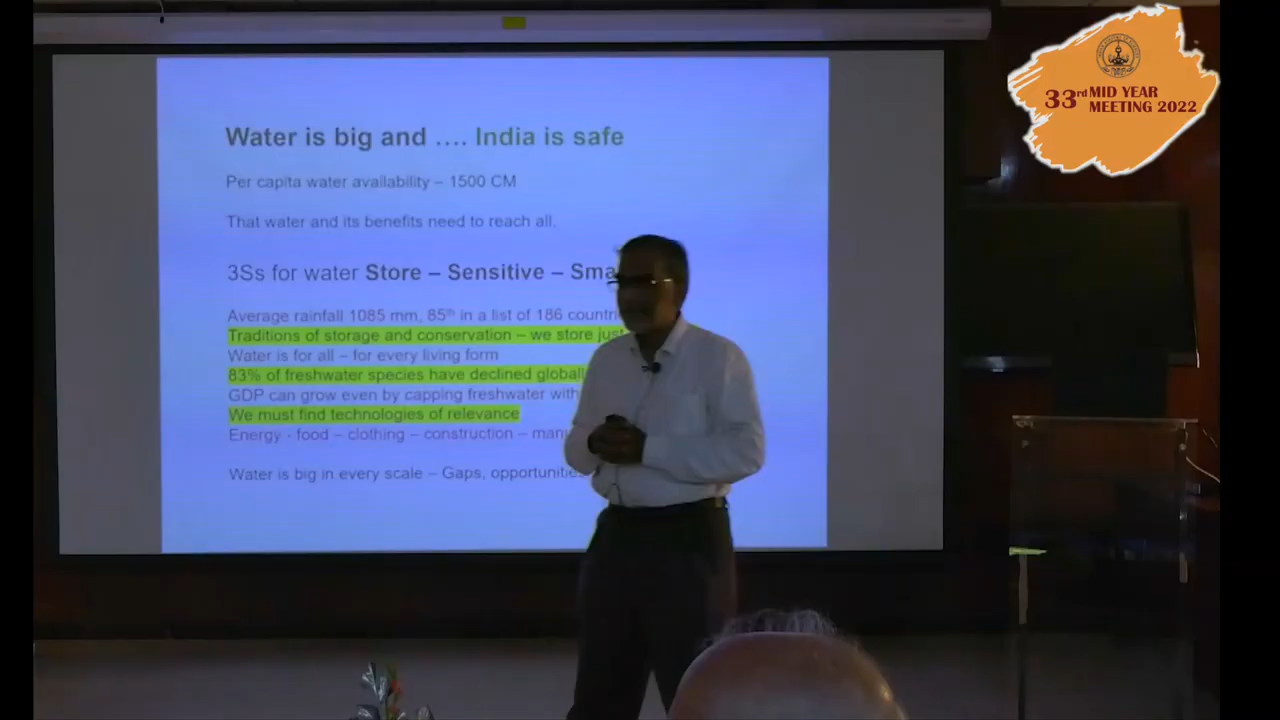 Water is big and .... India is safe
Per capita water availability – 1500 CM
That water and its benefits need to reach all.
3Ss for water Store – Sensitive – Sma
Average rainfall 1085 mm, 85th in a list of 186 countri
Traditions of storage and conservation – we store just
Water is for all – for every living form
83% of freshwater species have declined globall
GDP can grow even by capping freshwater with
We must find technologies of relevance
Energy - food – clothing – construction – man
Water is big in every scale – Gaps, opportunities
33rd MID YEAR
MEETING 2022